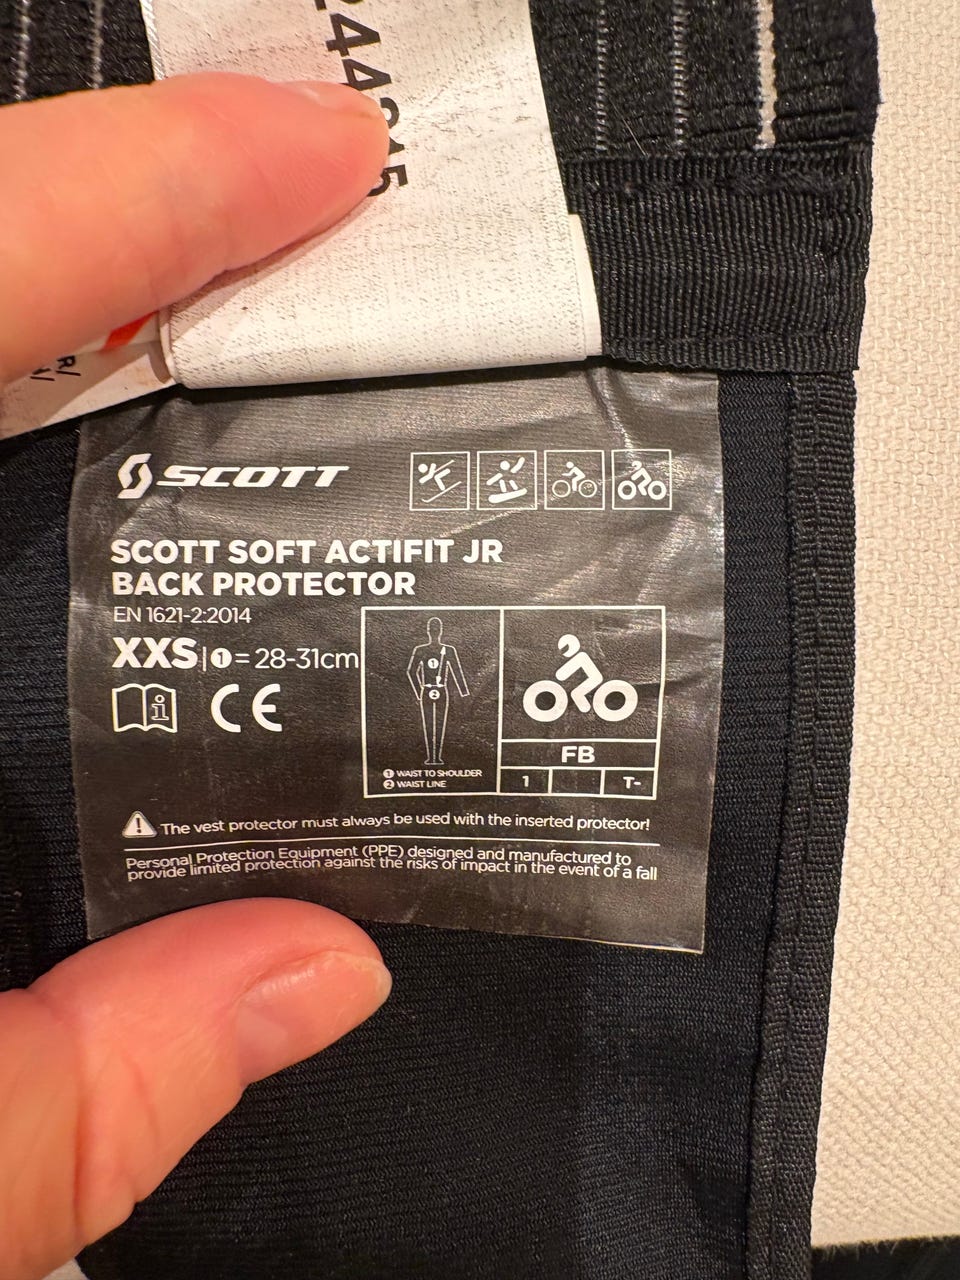 SCOTT
SCOTT SOFT ACTIFIT JR
BACK PROTECTOR
EN 1621-2:2014
XXS | 1 = 28-31cm
i
CE
1
2
1 WAIST TO SHOULDER
2 WAIST LINE
FB
1 T-
The vest protector must always be used with the inserted protector!
Personal Protection Equipment (PPE) designed and manufactured to
provide limited protection against the risks of impact in the event of a fall